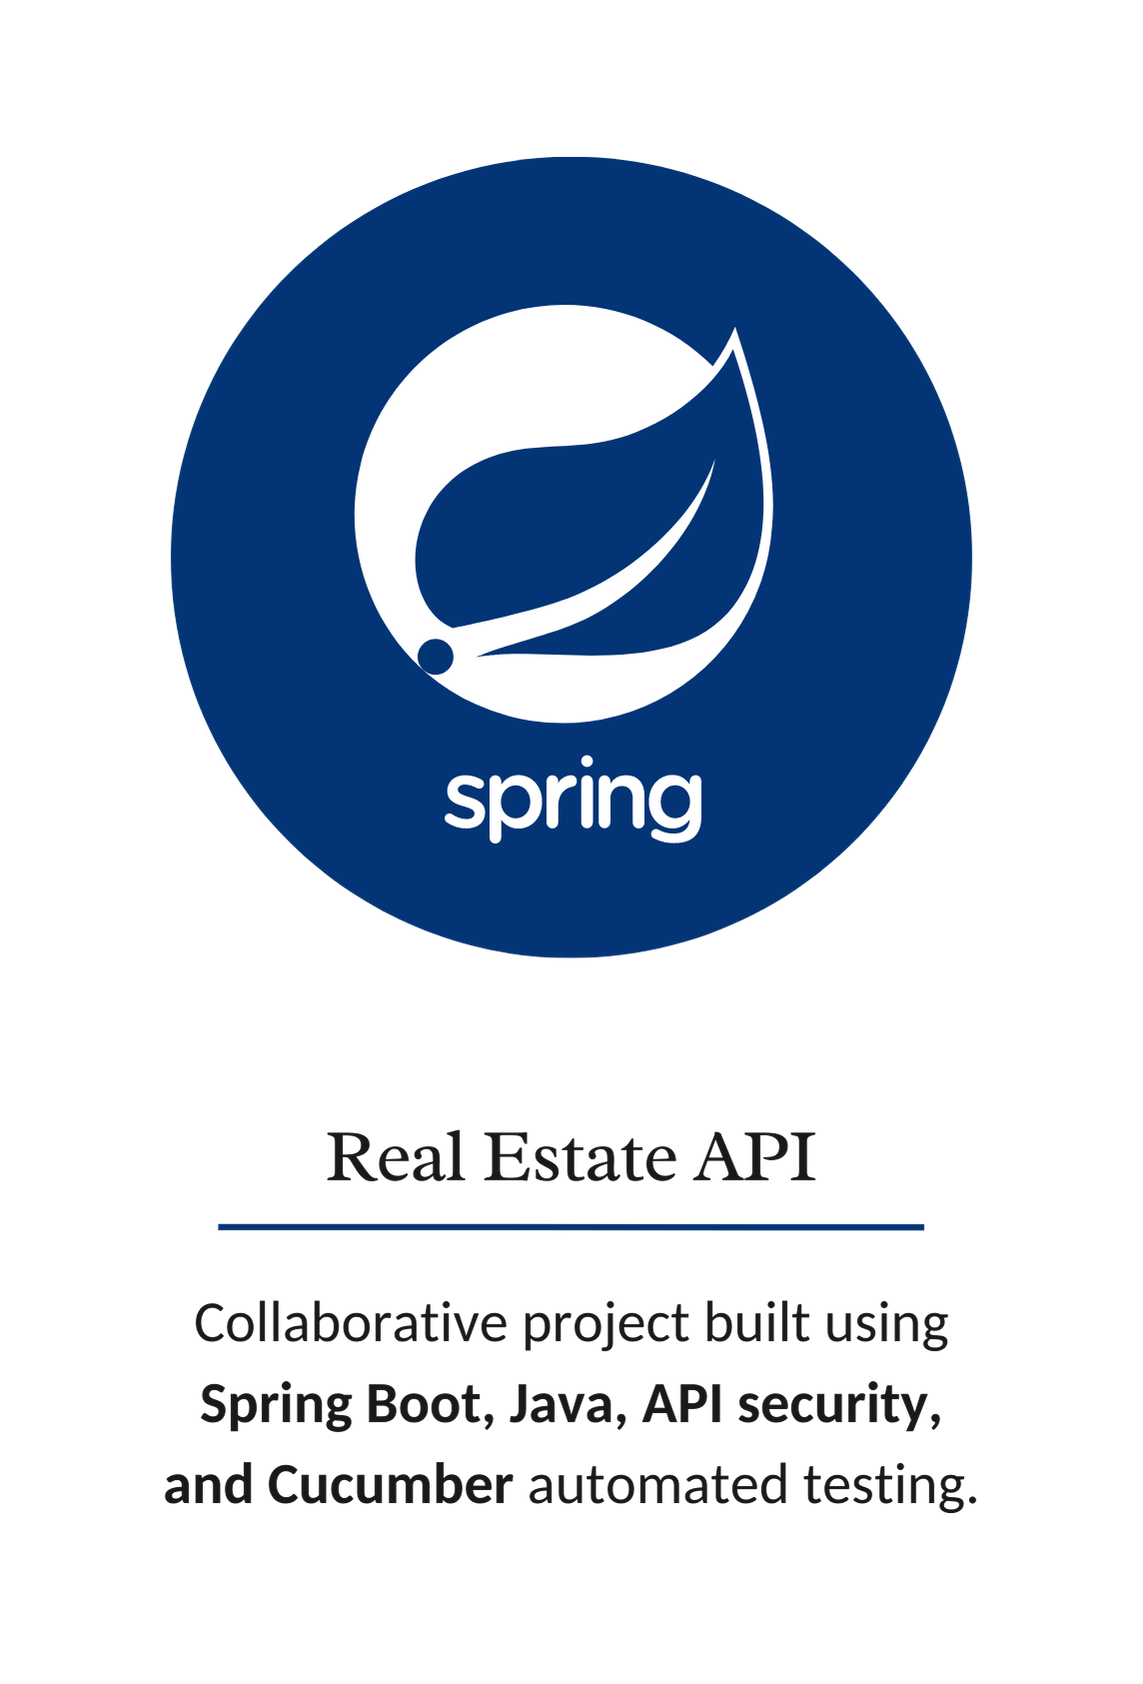 spring
Real Estate API
Collaborative project built using
Spring Boot, Java, API security,
and Cucumber automated testing.